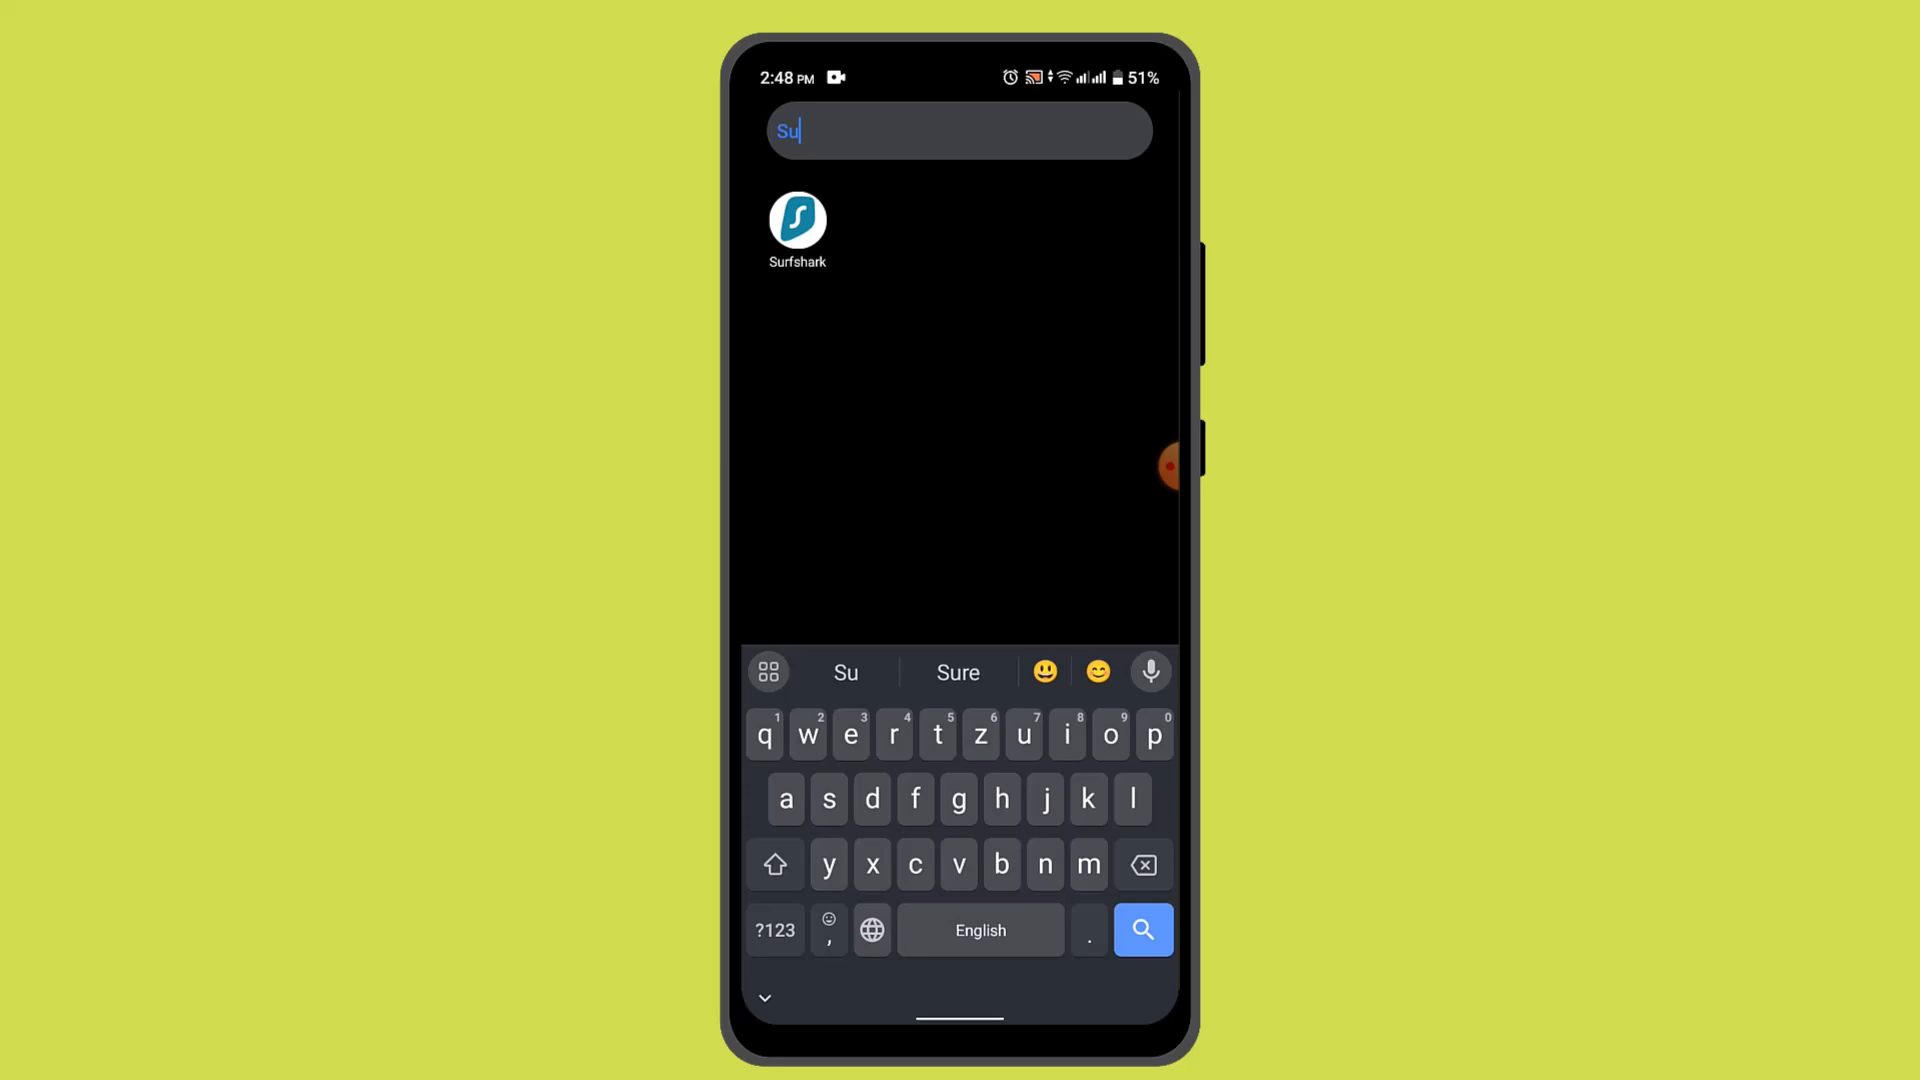 2:48 PM 51%
Su
Surfshark
Su Sure
1 2 3 4 5 6 7 8 9 0
q w e r t z u i o p
a s d f g h j k l
y x c v b n m
?123 , English .